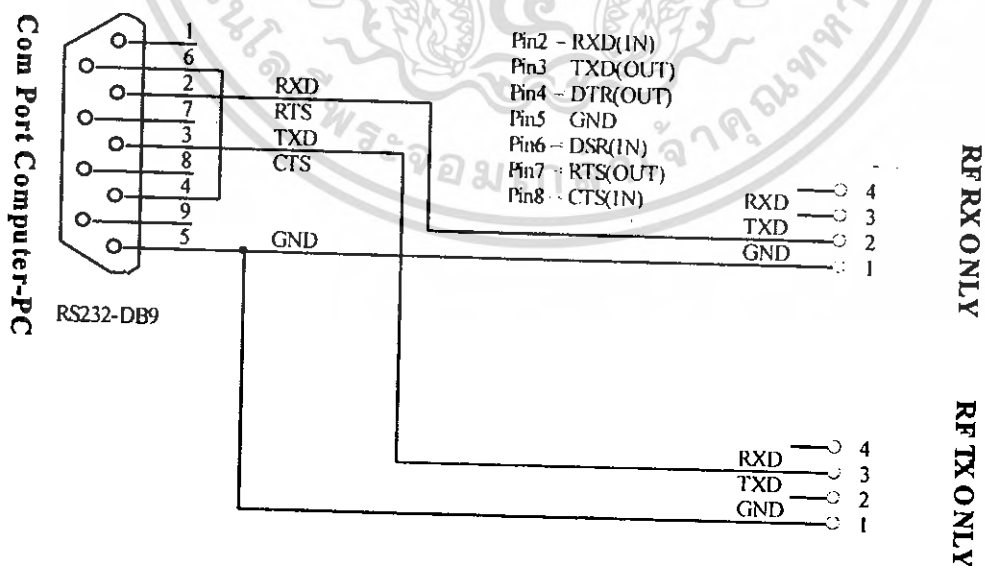 Com Port Computer-PC
1
6
2
7
3
8
4
9
5
RXD
RTS
TXD
CTS
GND
RS232-DB9
Pin2 – RXD(IN)
Pin3 TXD(OUT)
Pin4 – DTR(OUT)
Pin5 GND
Pin6 – DSR(IN)
Pin7 – RTS(OUT)
Pin8 – CTS(IN)
4
RXD 3
TXD 2
GND 1
RF RX ONLY
4
RXD 3
TXD 2
GND 1
RF TX ONLY